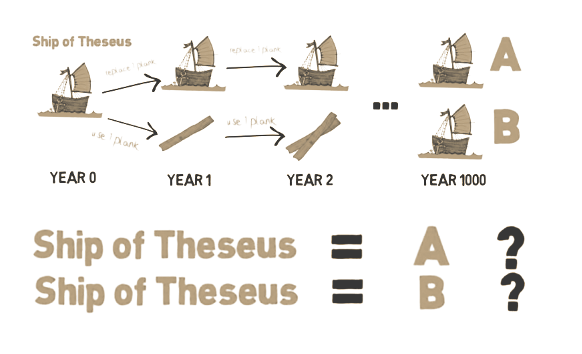 Ship of Theseus
replace 1 plank
replace 1 plank
A
use 1 plank
use 1 plank
B
...
YEAR 0
YEAR 1
YEAR 2
YEAR 1000
Ship of Theseus = A ?
Ship of Theseus = B ?